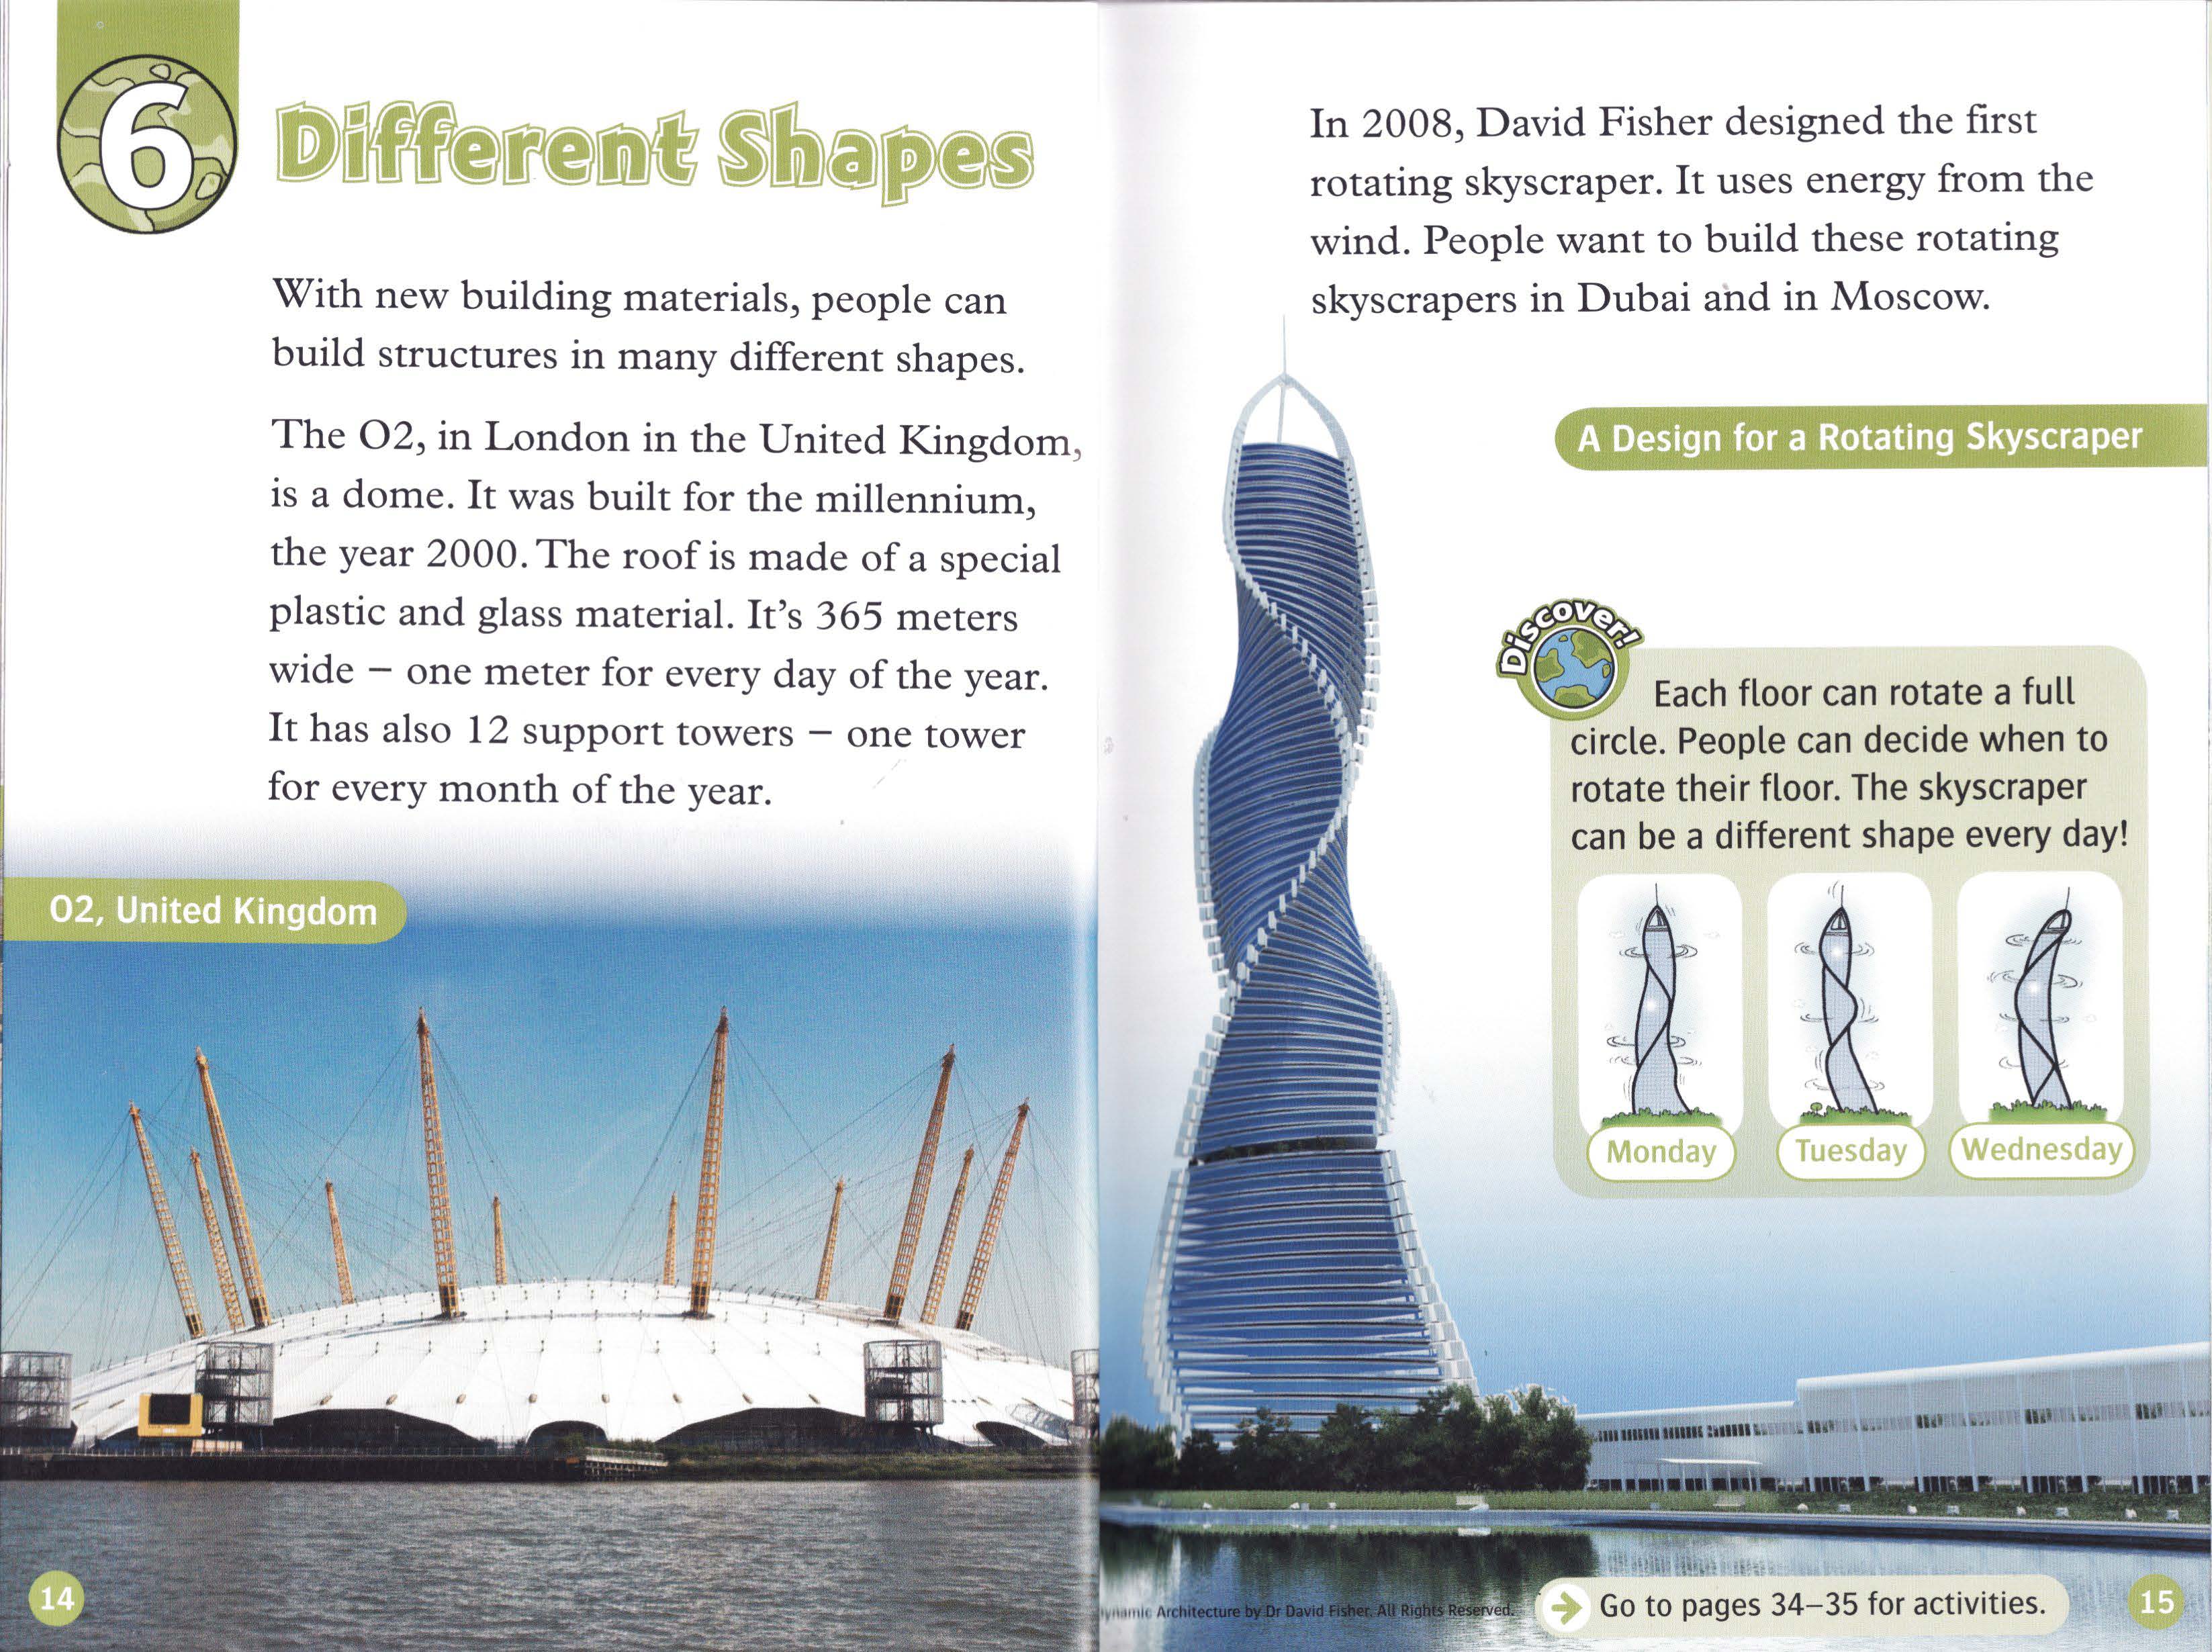 6
Different Shapes
With new building materials, people can
build structures in many different shapes.
The O2, in London in the United Kingdom,
is a dome. It was built for the millennium,
the year 2000. The roof is made of a special
plastic and glass material. It's 365 meters
wide – one meter for every day of the year.
It has also 12 support towers – one tower
for every month of the year.
O2, United Kingdom
14
In 2008, David Fisher designed the first
rotating skyscraper. It uses energy from the
wind. People want to build these rotating
skyscrapers in Dubai and in Moscow.
A Design for a Rotating Skyscraper
Discover!
Each floor can rotate a full
circle. People can decide when to
rotate their floor. The skyscraper
can be a different shape every day!
Monday
Tuesday
Wednesday
Architecture by Dr David Fisher. All Rights Reserved.
Go to pages 34–35 for activities.
15